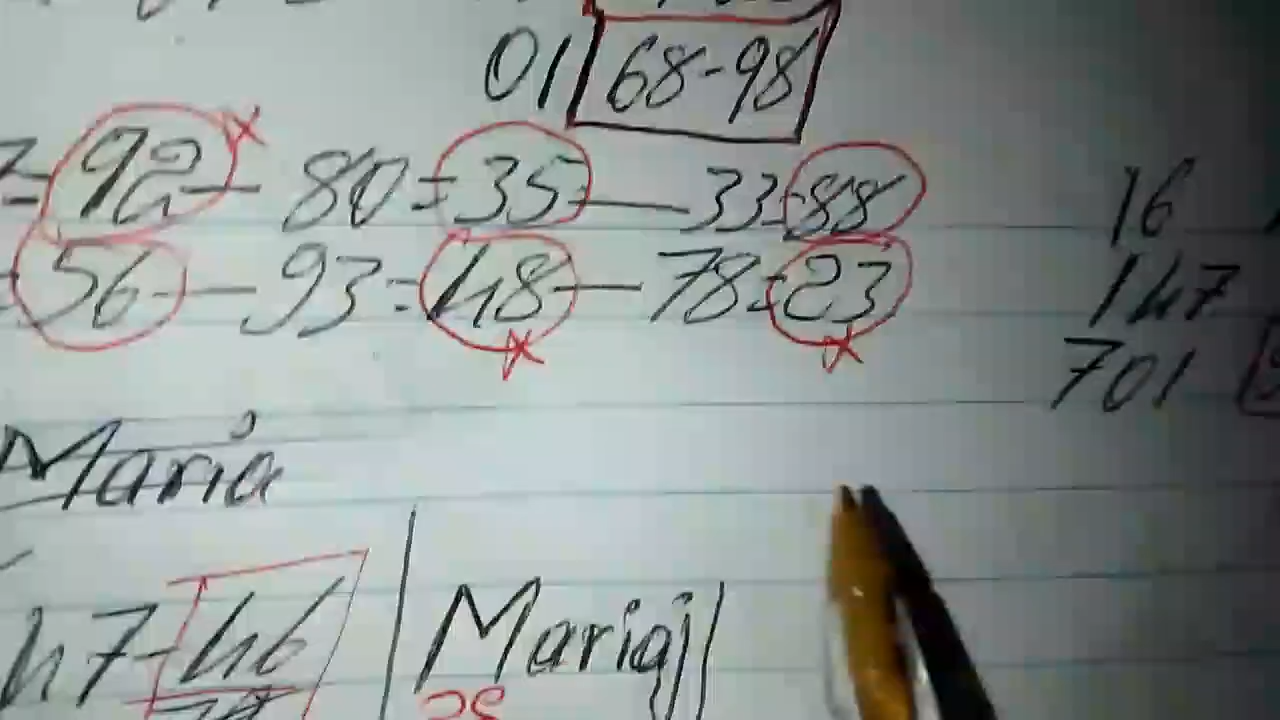 01 68-98
7=92-80=35-33=88 16
=56-93=48-78=23 147
701
Maria
47-46 Mariaj